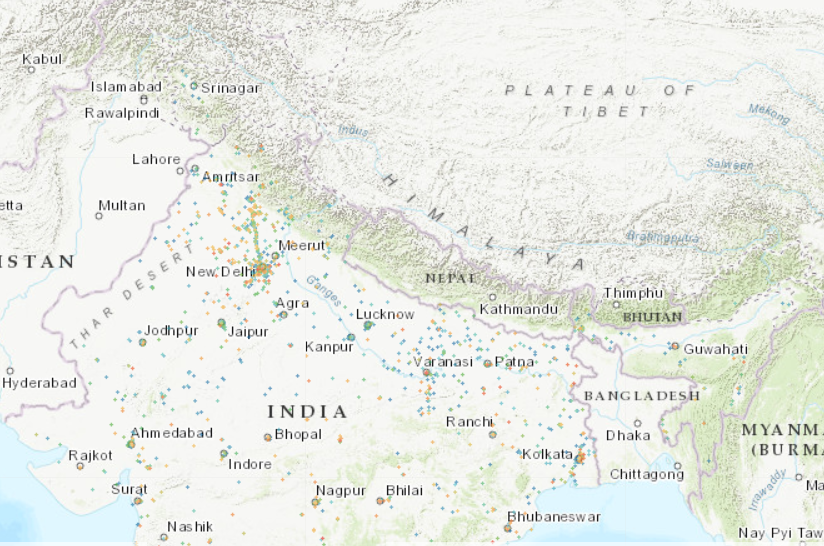 Kabul
Islamabad
Srinagar
PLATEAU OF
TIBET
Rawalpindi
Mekong
Indus
Lahore
Salween
Amritsar
HIMALAYA
etta
Multan
Brahmaputra
ISTAN
Meerut
New Delhi
NEPAL
THAR DESERT
Ganges
Thimphu
Agra
Kathmandu
Lucknow
BHUTAN
Jodhpur
Jaipur
Kanpur
Guwahati
Varanasi
Patna
Hyderabad
BANGLADESH
INDIA
Ranchi
MYANMA
Ahmedabad
Bhopal
Dhaka
(BURMA
Rajkot
Indore
Kolkata
Chittagong
Surat
Nagpur
Bhilai
Irrawaddy
Ma
Nashik
Bhubaneswar
Nay Pyi Taw